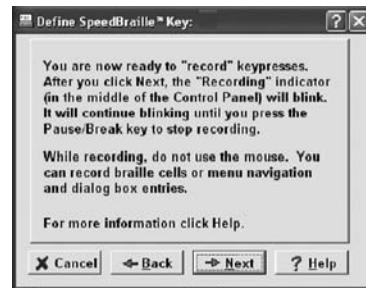 Define SpeedBraille™ Key:
You are now ready to "record" keypresses.
After you click Next, the "Recording" indicator
(in the middle of the Control Panel) will blink.
It will continue blinking until you press the
Pause/Break key to stop recording.
While recording, do not use the mouse. You
can record braille cells or menu navigation
and dialog box entries.
For more information click Help.
Cancel Back Next ? Help